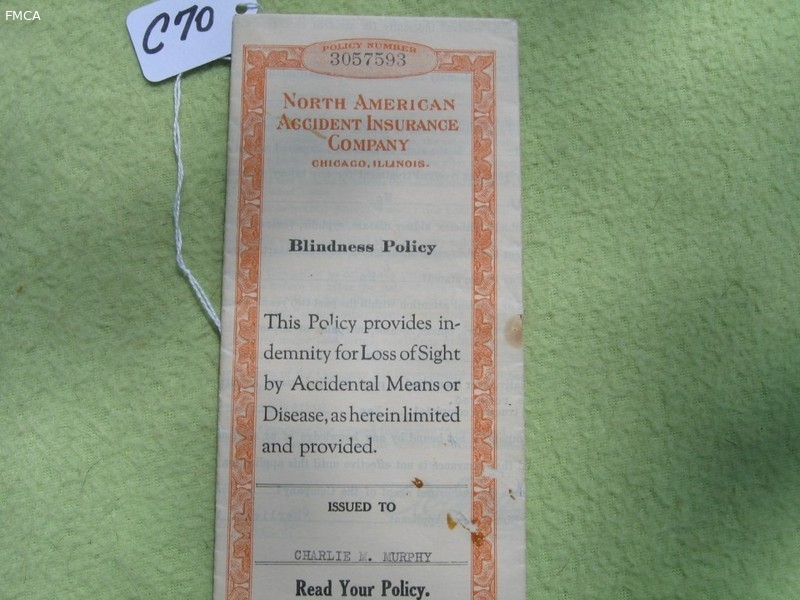 FMCA
C70
POLICY NUMBER
3057593
NORTH AMERICAN
ACCIDENT INSURANCE
COMPANY
CHICAGO, ILLINOIS.
Blindness Policy
This Policy provides in-
demnity for Loss of Sight
by Accidental Means or
Disease, as herein limited
and provided.
ISSUED TO
CHARLIE M. MURPHY
Read Your Policy.